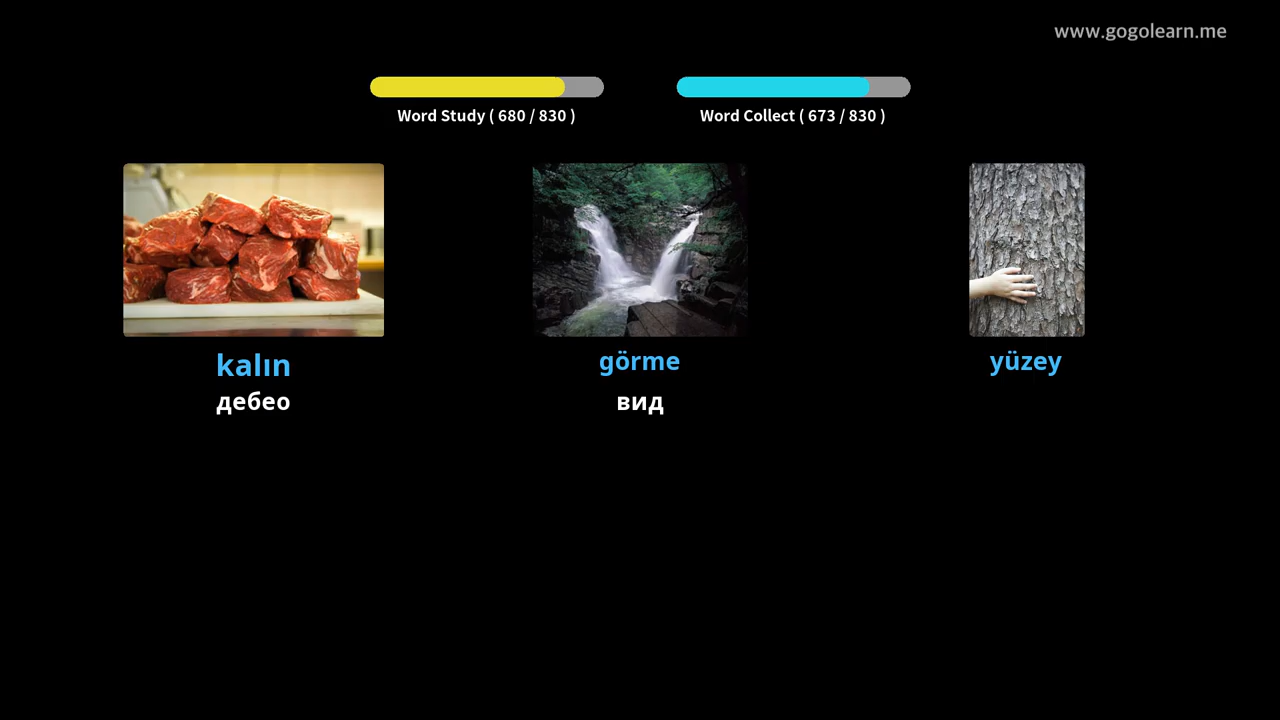 www.gogolearn.me
Word Study ( 680 / 830 )
Word Collect ( 673 / 830 )
kalın
görme
yüzey
дебео
вид